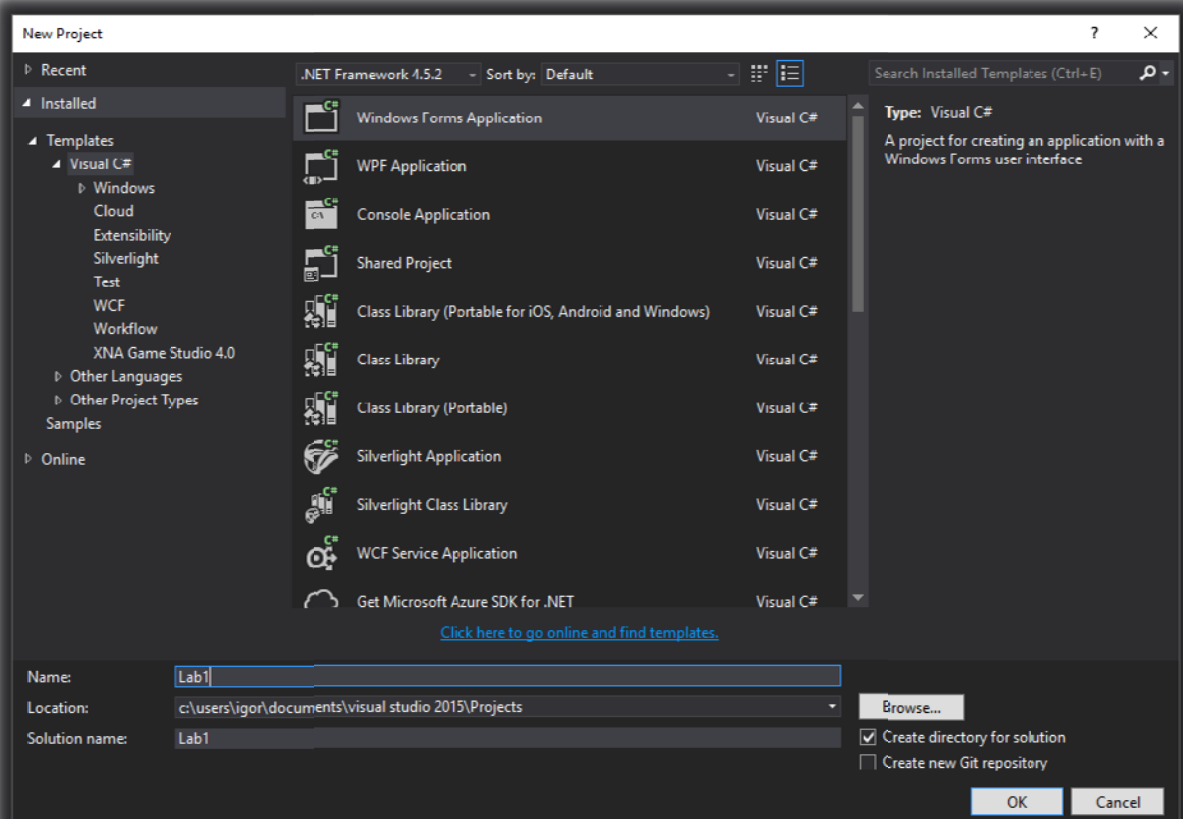 New Project
?
Recent
Installed
Templates
Visual C#
Windows
Cloud
Extensibility
Silverlight
Test
WCF
Workflow
XNA Game Studio 4.0
Other Languages
Other Project Types
Samples
Online
.NET Framework 4.5.2 Sort by: Default
Windows Forms Application Visual C#
WPF Application Visual C#
Console Application Visual C#
Shared Project Visual C#
Class Library (Portable for iOS, Android and Windows) Visual C#
Class Library Visual C#
Class Library (Portable) Visual C#
Silverlight Application Visual C#
Silverlight Class Library Visual C#
WCF Service Application Visual C#
Get Microsoft Azure SDK for .NET Visual C#
Click here to go online and find templates.
Search Installed Templates (Ctrl+E)
Type: Visual C#
A project for creating an application with a
Windows Forms user interface
Name: Lab1
Location: c:\users\igor\documents\visual studio 2015\Projects Browse...
Solution name: Lab1
Create directory for solution
Create new Git repository
OK Cancel